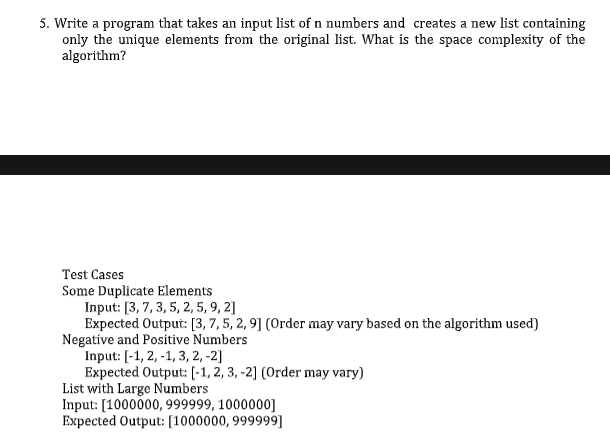 5. Write a program that takes an input list of n numbers and creates a new list containing
only the unique elements from the original list. What is the space complexity of the
algorithm?
Test Cases
Some Duplicate Elements
Input: [3, 7, 3, 5, 2, 5, 9, 2]
Expected Output: [3, 7, 5, 2, 9] (Order may vary based on the algorithm used)
Negative and Positive Numbers
Input: [-1, 2, -1, 3, 2, -2]
Expected Output: [-1, 2, 3, -2] (Order may vary)
List with Large Numbers
Input: [1000000, 999999, 1000000]
Expected Output: [1000000, 999999]